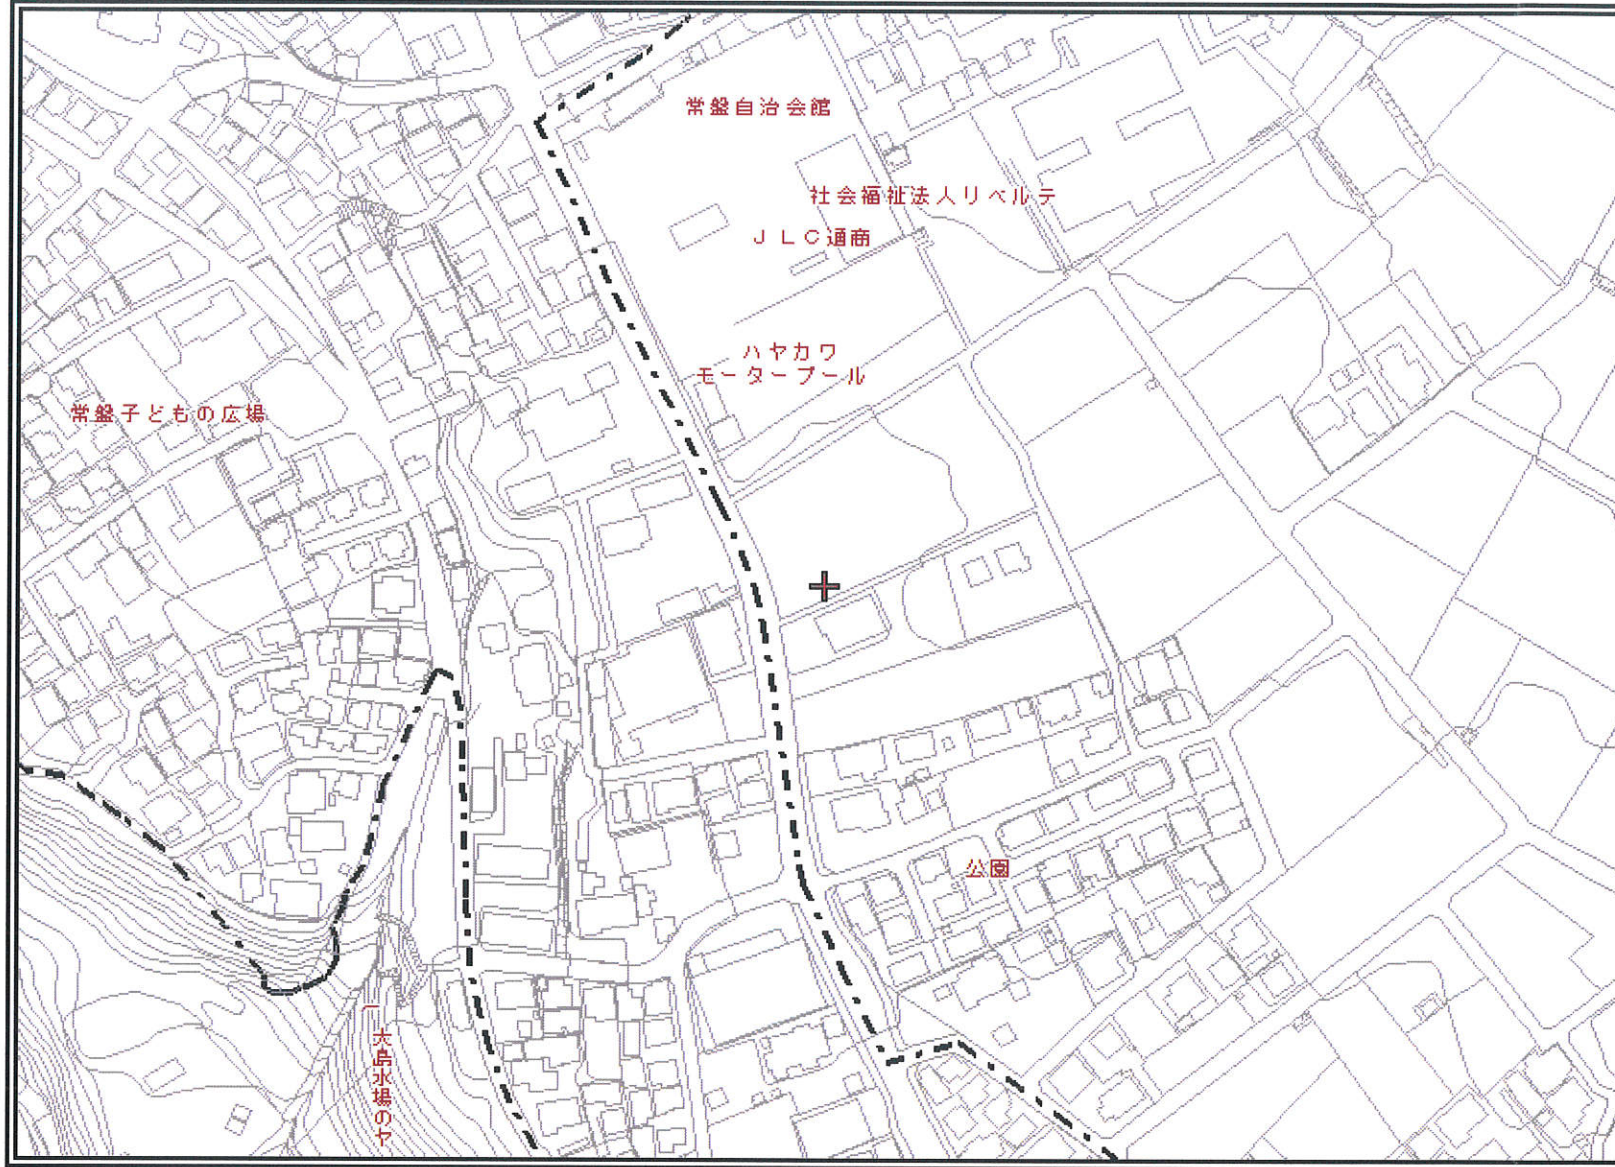 常盤自治会館
社会福祉法人リベルテ
JLC通商
ハヤカワ
モータープール
常盤子どもの広場
公園
大島水場のヤ